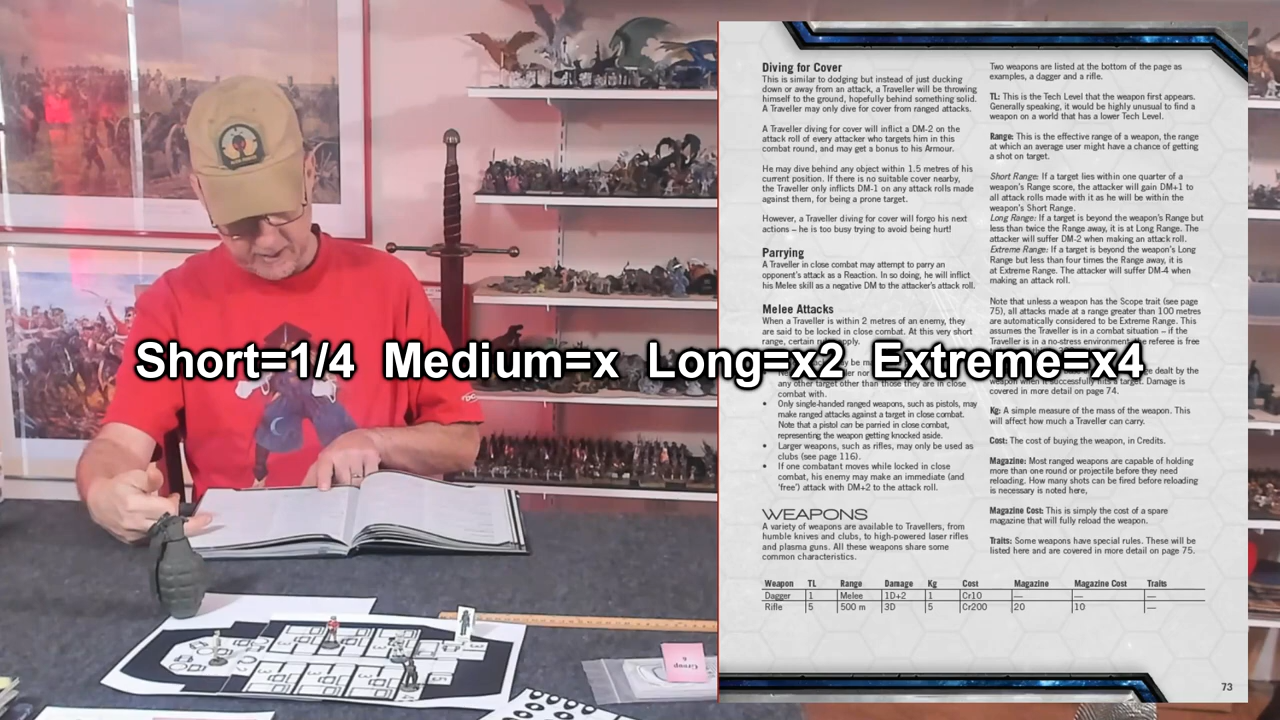 Diving for Cover
This is similar to dodging but instead of just ducking
down or away from an attack, a Traveller will be throwing
himself to the ground, hopefully behind something solid.
A Traveller may only dive for cover from ranged attacks.
A Traveller diving for cover will inflict a DM-2 on the
attack roll of every attacker who targets him in this
combat round, and may get a bonus to his Armour.
He may dive behind any object within 1.5 metres of his
current position. If there is no suitable cover nearby,
the Traveller only inflicts DM-1 on any attack rolls made
against them, for being a prone target.
However, a Traveller diving for cover will forgo his next
actions – he is too busy trying to avoid being hurt!
Parrying
A Traveller in close combat may attempt to parry an
opponent's attack as a Reaction. In so doing, he will inflict
his Melee skill as a negative DM to the attacker's attack roll.
Melee Attacks
When a Traveller is within 2 metres of an enemy, they
are said to be locked in close combat. At this very short
range, certain
any other target other than those they are in close
combat with.
• Only single-handed ranged weapons, such as pistols, may
make ranged attacks against a target in close combat.
Note that a pistol can be parried in close combat,
representing the weapon getting knocked aside.
• Larger weapons, such as rifles, may only be used as
clubs (see page 116).
• If one combatant moves while locked in close
combat, his enemy may make an immediate (and
'free') attack with DM+2 to the attack roll.
WEAPONS
A variety of weapons are available to Travellers, from
humble knives and clubs, to high-powered laser rifles
and plasma guns. All these weapons share some
common characteristics.
Two weapons are listed at the bottom of the page as
examples, a dagger and a rifle.
TL: This is the Tech Level that the weapon first appears.
Generally speaking, it would be highly unusual to find a
weapon on a world that has a lower Tech Level.
Range: This is the effective range of a weapon, the range
at which an average user might have a chance of getting
a shot on target.
Short Range: If a target lies within one quarter of a
weapon's Range score, the attacker will gain DM+1 to
all attack rolls made with it as he will be within the
weapon's Short Range.
Long Range: If a target is beyond the weapon's Range but
less than twice the Range away, it is at Long Range. The
attacker will suffer DM-2 when making an attack roll.
Extreme Range: If a target is beyond the weapon's Long
Range but less than four times the Range away, it is
at Extreme Range. The attacker will suffer DM-4 when
making an attack roll.
Note that unless a weapon has the Scope trait (see page
75), all attacks made at a range greater than 100 metres
are automatically considered to be Extreme Range. This
assumes the Traveller is in a combat situation – if the
Traveller is in a no-stress environment, the referee is free
Short=1/4 Medium=x Long=x2 Extreme=x4
weapon when it successfully hits a target. Damage is
covered in more detail on page 74.
Kg: A simple measure of the mass of the weapon. This
will affect how much a Traveller can carry.
Cost: The cost of buying the weapon, in Credits.
Magazine: Most ranged weapons are capable of holding
more than one round or projectile before they need
reloading. How many shots can be fired before reloading
is necessary is noted here,
Magazine Cost: This is simply the cost of a spare
magazine that will fully reload the weapon.
Traits: Some weapons have special rules. These will be
listed here and are covered in more detail on page 75.
Weapon TL Range Damage Kg Cost Magazine Magazine Cost Traits
Dagger 1 Melee 1D+2 1 Cr10 — — —
Rifle 5 500 m 3D 5 Cr200 20 10 —
73
Group